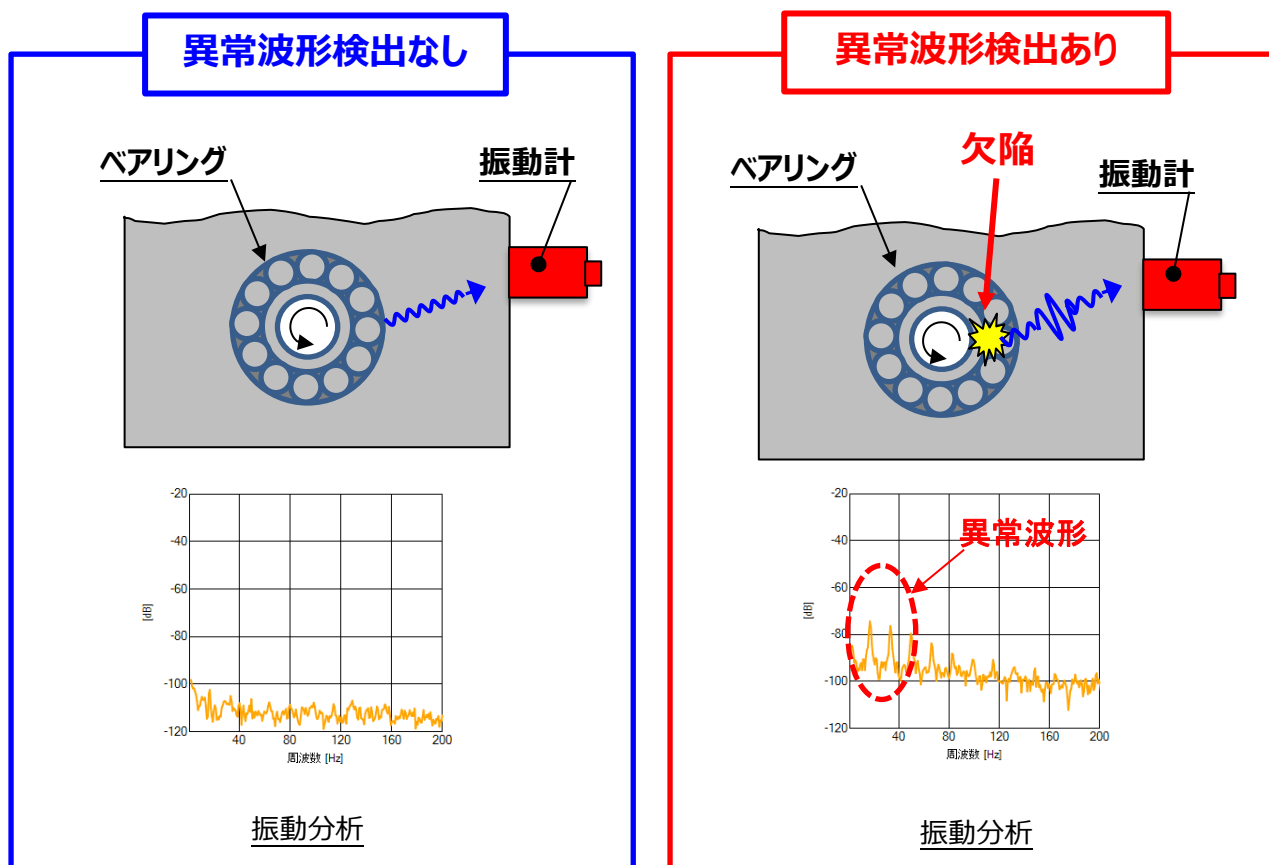 異常波形検出なし
ベアリング
振動計
-20
-40
-60
-80
-100
-120
[dB]
40 80 120 160 200
周波数 [Hz]
振動分析
異常波形検出あり
欠陥
ベアリング
振動計
-20
-40
-60
-80
-100
-120
[dB]
異常波形
40 80 120 160 200
周波数 [Hz]
振動分析